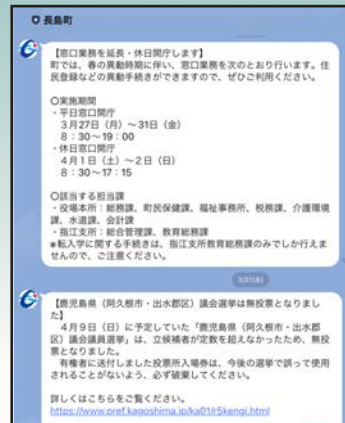 長島町
【窓口業務を延長・休日開庁します】
町では、春の異動時期に伴い、窓口業務を次のとおり行います。住
民登録などの異動手続きができますので、ぜひご利用ください。
〇実施期間
・平日窓口開庁
３月27日（月）～31日（金）
８：30～19：00
・休日窓口開庁
４月１日（土）～２日（日）
８：30～17：15
〇該当する担当課
・役場本所：総務課、町民保健課、福祉事務所、税務課、介護環境
課、水道課、会計課
・指江支所：総合管理課、教育総務課
※転入学に関する手続きは、指江支所教育総務課のみでしか行えま
せんので、ご注意ください。
3/31(金)
【鹿児島県（阿久根市・出水郡区）議会選挙は無投票となりまし
た】
４月９日（日）に予定していた「鹿児島県（阿久根市・出水郡
区）議会議員選挙」は、立候補者が定数を超えなかったため、無投
票となりました。
有権者に送付しました投票所入場券は、今後の選挙で誤って使用
されることがないよう、必ず破棄してください。
詳しくはこちらをご覧ください。
https://www.pref.kagoshima.jp/ka01/r5kengi.html